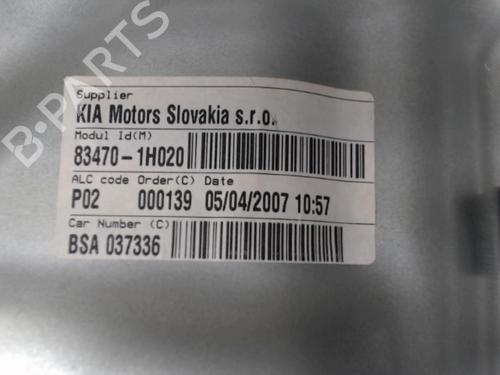 B-PARTS
Supplier
KIA Motors Slovakia s.r.o.
Modul Id(M)
83470-1H020
ALC code Order(C) Date
P02 000139 05/04/2007 10:57
Car Number (C)
BSA 037336